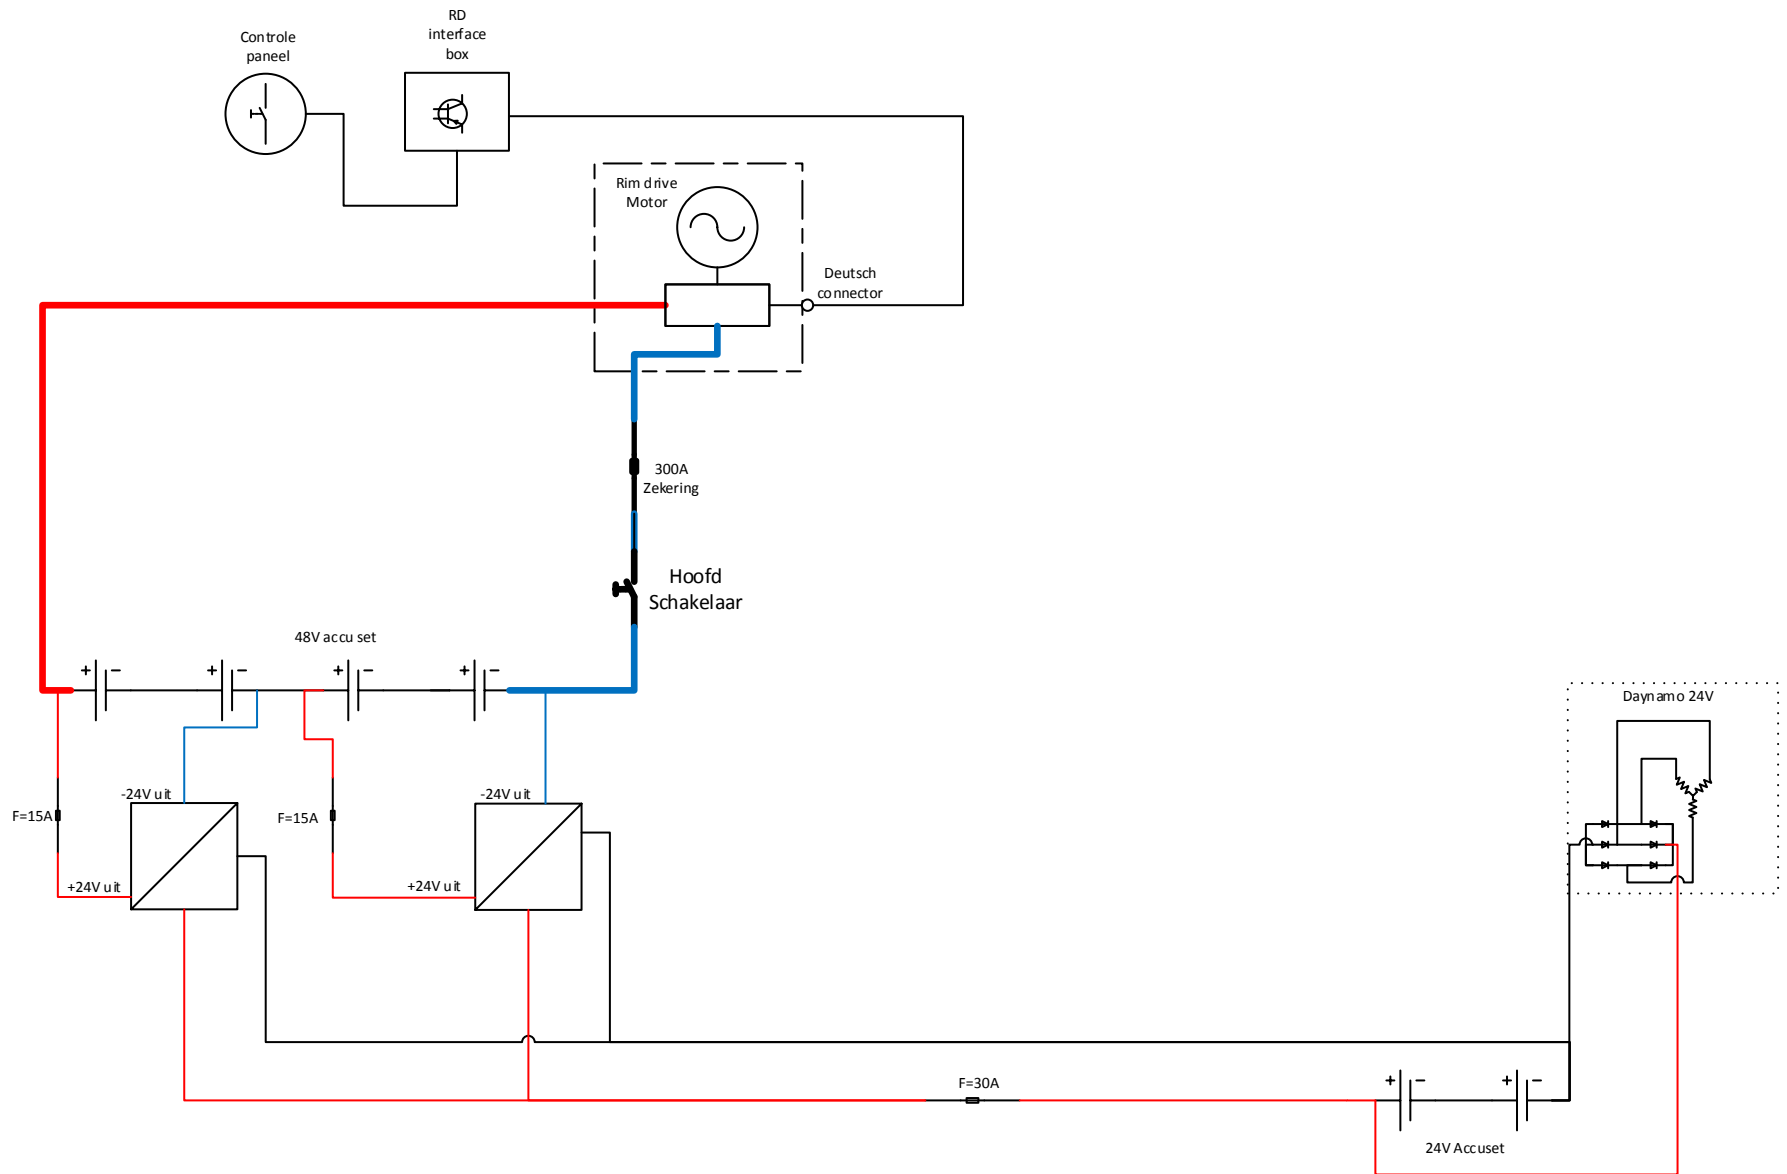 RD
interface
box
Controle
paneel
Rim drive
Motor
Deutsch
connector
300A
Zekering
Hoofd
Schakelaar
48V accu set
+ − + − + − + −
Daynamo 24V
-24V uit
-24V uit
F=15A
F=15A
+24V uit
+24V uit
F=30A
+ − + −
24V Accuset